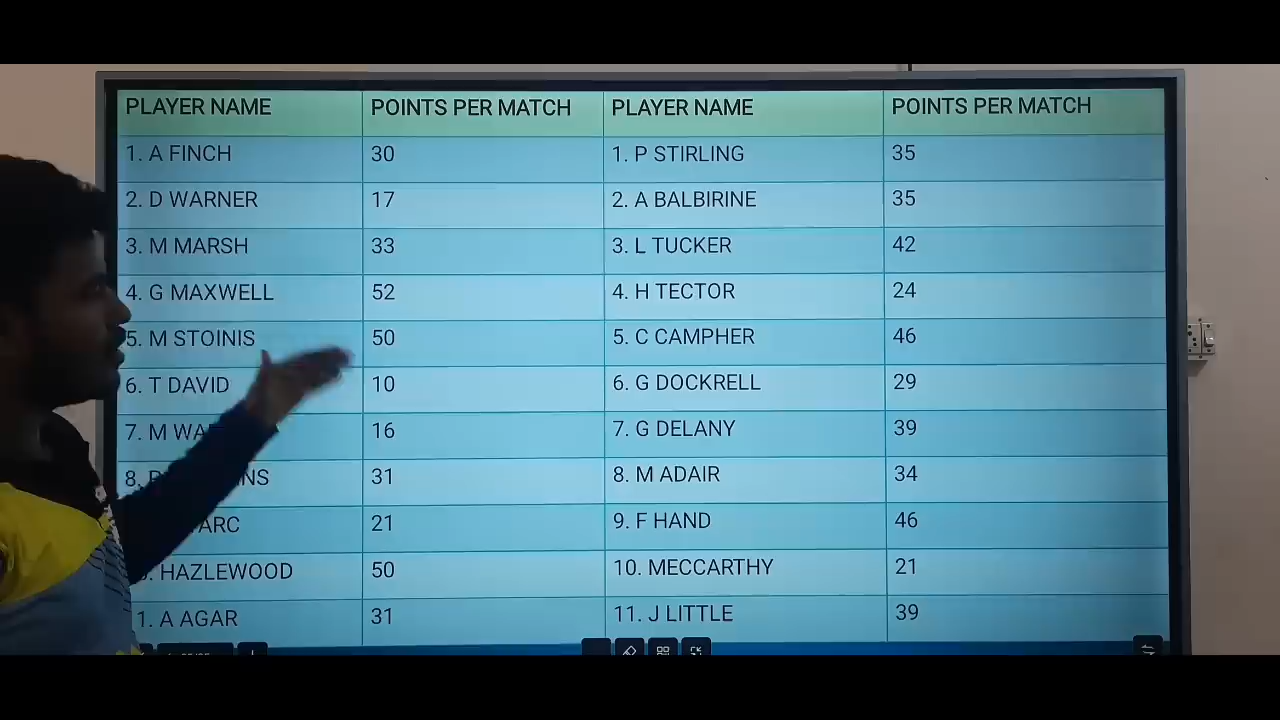 PLAYER NAME POINTS PER MATCH PLAYER NAME POINTS PER MATCH
1. A FINCH 30 1. P STIRLING 35
2. D WARNER 17 2. A BALBIRINE 35
3. M MARSH 33 3. L TUCKER 42
4. G MAXWELL 52 4. H TECTOR 24
5. M STOINIS 50 5. C CAMPHER 46
6. T DAVID 10 6. G DOCKRELL 29
7. M 16 7. G DELANY 39
8. 31 8. M ADAIR 34
21 9. F HAND 46
HAZLEWOOD 50 10. MECCARTHY 21
1. A AGAR 31 11. J LITTLE 39